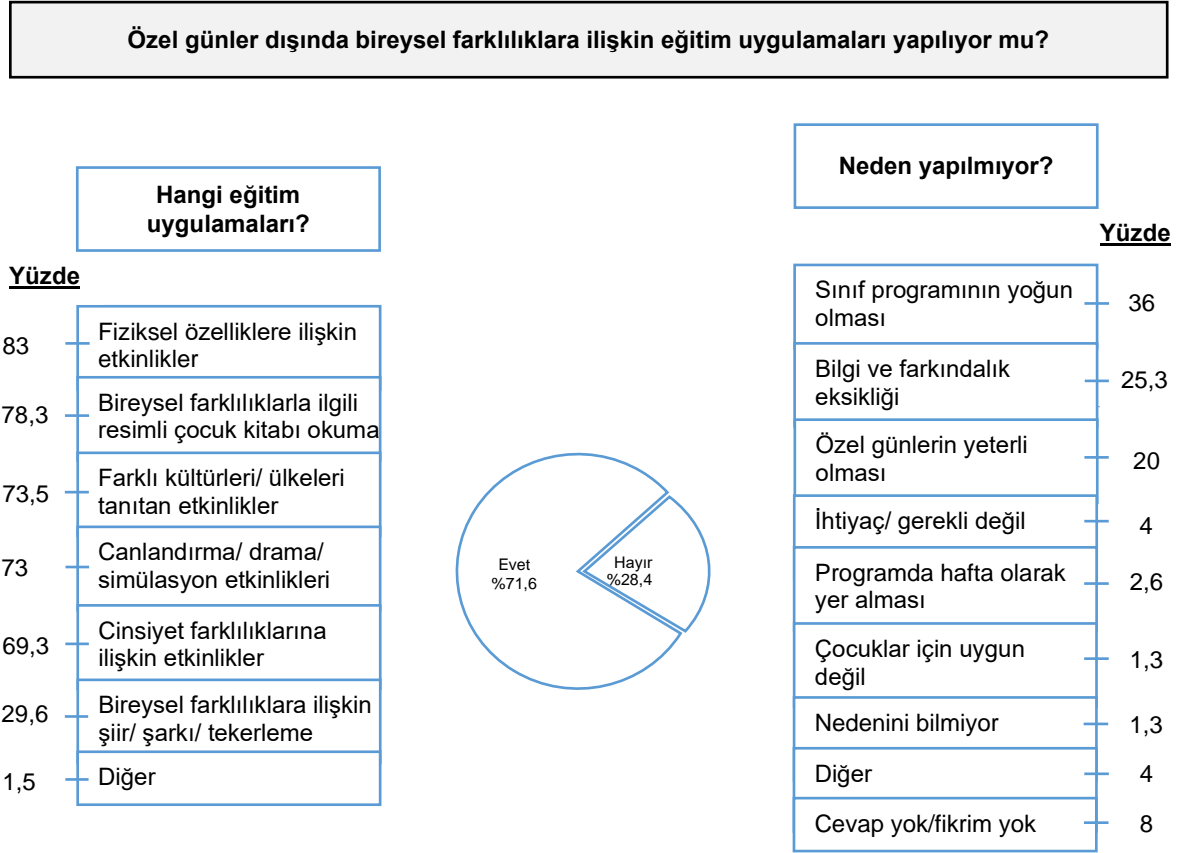 Özel günler dışında bireysel farklılıklara ilişkin eğitim uygulamaları yapılıyor mu?
Hangi eğitim
uygulamaları?
Yüzde
83
Fiziksel özelliklere ilişkin
etkinlikler
78,3
Bireysel farklılıklarla ilgili
resimli çocuk kitabı okuma
73,5
Farklı kültürleri/ ülkeleri
tanıtan etkinlikler
73
Canlandırma/ drama/
simülasyon etkinlikleri
69,3
Cinsiyet farklılıklarına
ilişkin etkinlikler
29,6
Bireysel farklılıklara ilişkin
şiir/ şarkı/ tekerleme
1,5
Diğer
Evet
%71,6
Hayır
%28,4
Neden yapılmıyor?
Yüzde
Sınıf programının yoğun
olması
36
Bilgi ve farkındalık
eksikliği
25,3
Özel günlerin yeterli
olması
20
İhtiyaç/ gerekli değil
4
Programda hafta olarak
yer alması
2,6
Çocuklar için uygun
değil
1,3
Nedenini bilmiyor
1,3
Diğer
4
Cevap yok/fikrim yok
8